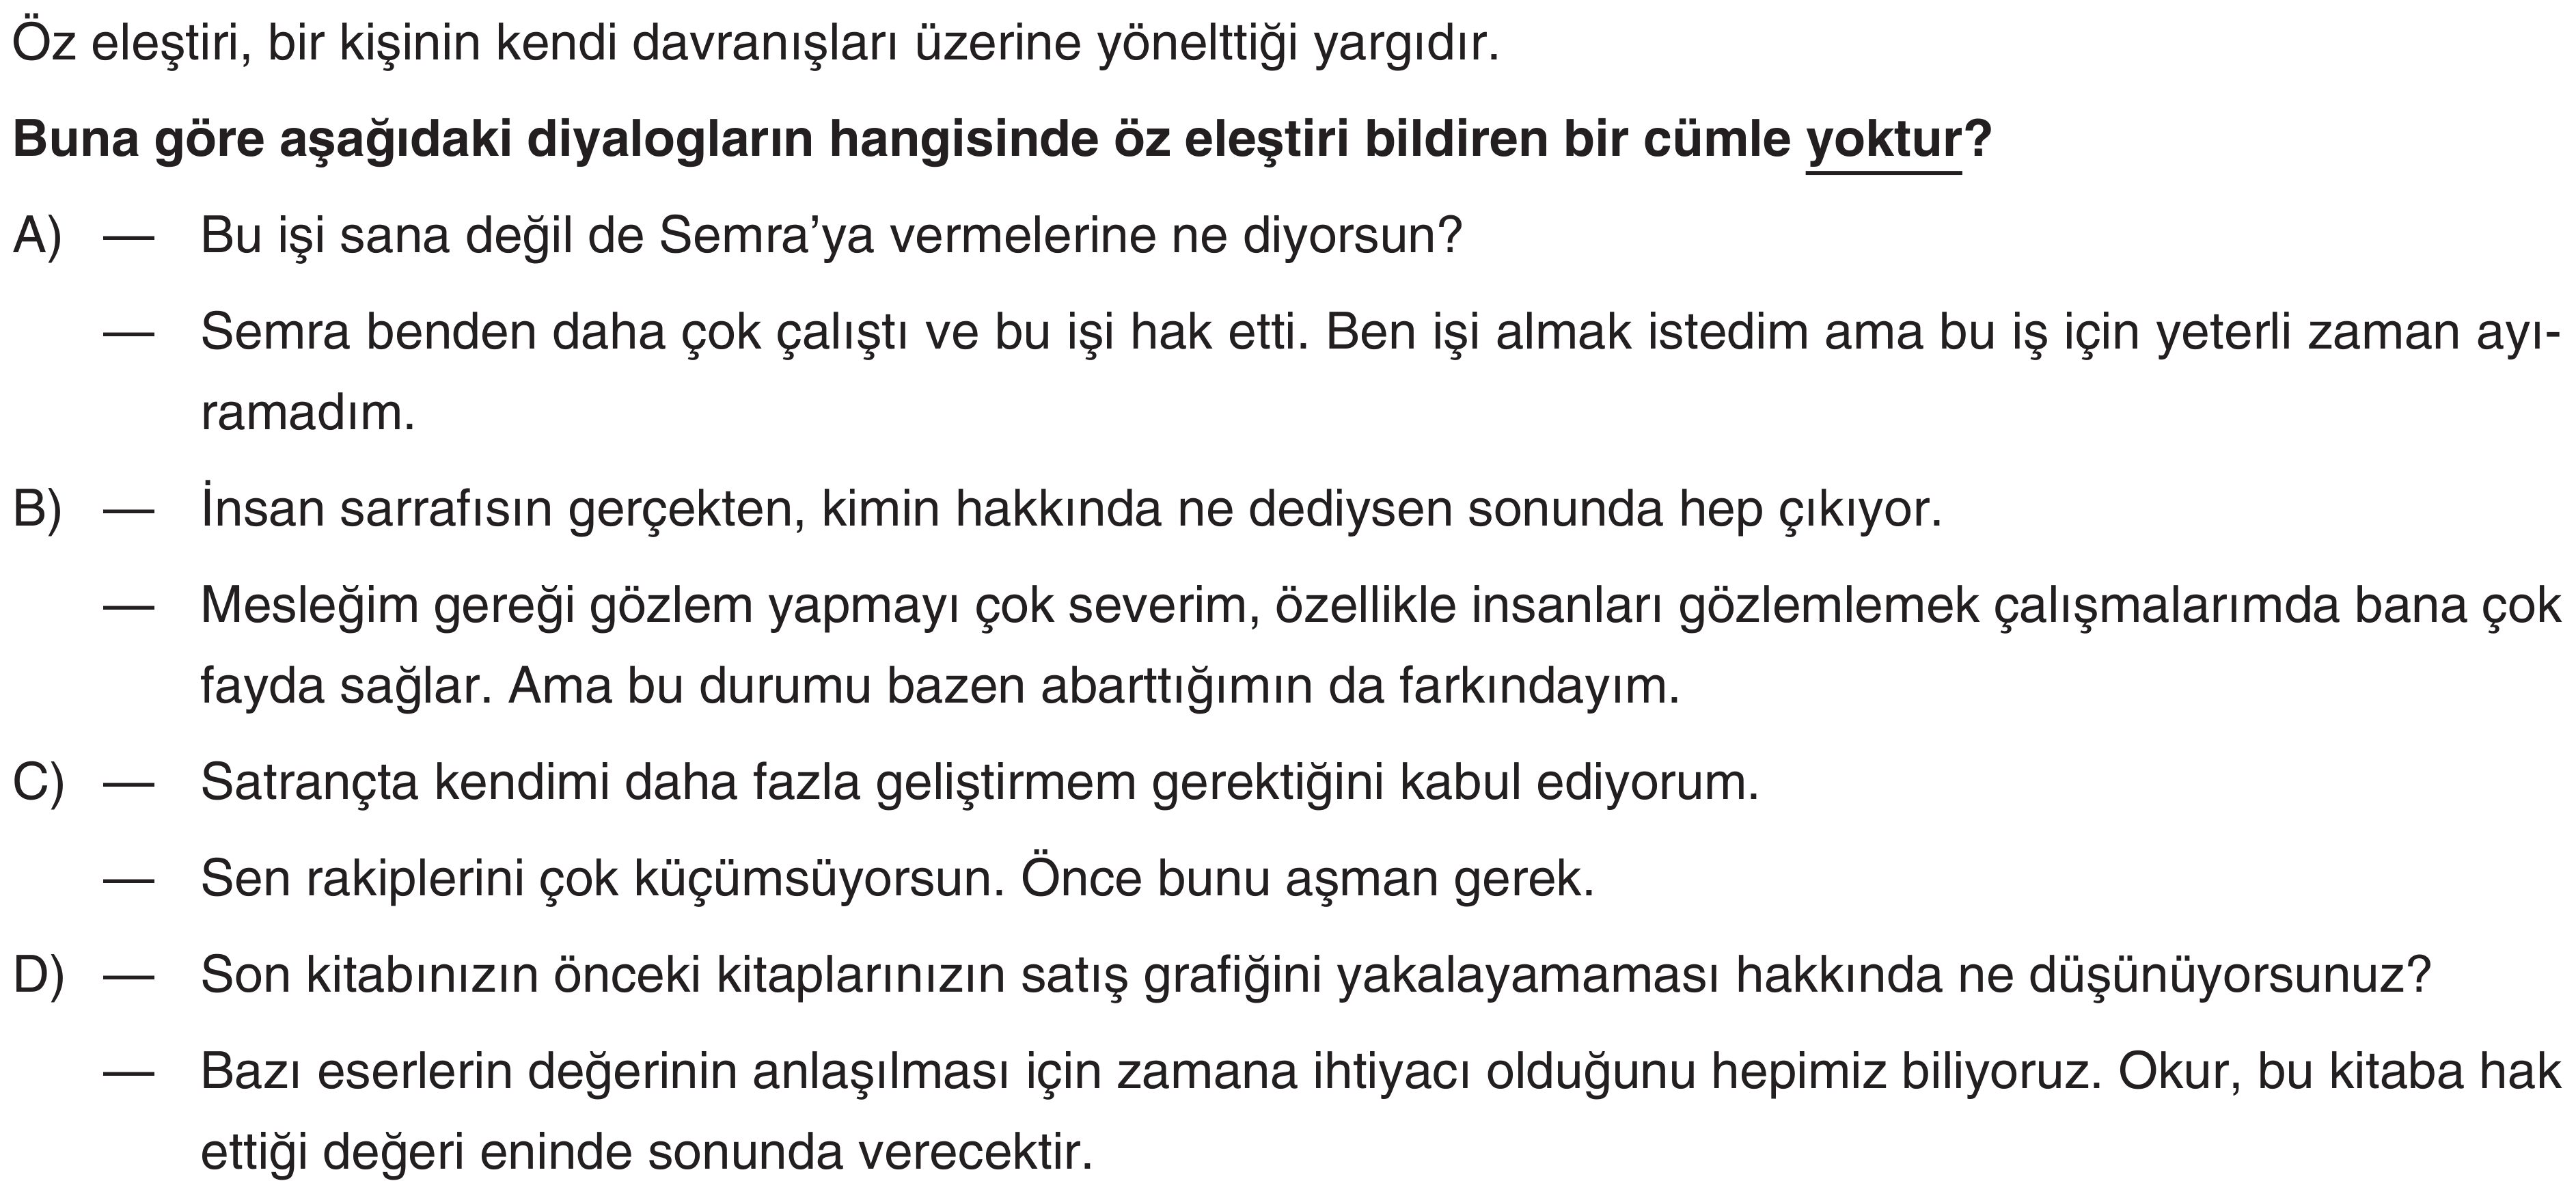 Öz eleştiri, bir kişinin kendi davranışları üzerine yönelttiği yargıdır.
Buna göre aşağıdaki diyalogların hangisinde öz eleştiri bildiren bir cümle yoktur?
A) — Bu işi sana değil de Semra’ya vermelerine ne diyorsun?
— Semra benden daha çok çalıştı ve bu işi hak etti. Ben işi almak istedim ama bu iş için yeterli zaman ayı-
ramadım.
B) — İnsan sarrafısın gerçekten, kimin hakkında ne dediysen sonunda hep çıkıyor.
— Mesleğim gereği gözlem yapmayı çok severim, özellikle insanları gözlemlemek çalışmalarımda bana çok
fayda sağlar. Ama bu durumu bazen abarttığımın da farkındayım.
C) — Satrançta kendimi daha fazla geliştirmem gerektiğini kabul ediyorum.
— Sen rakiplerini çok küçümsüyorsun. Önce bunu aşman gerek.
D) — Son kitabınızın önceki kitaplarınızın satış grafiğini yakalayamaması hakkında ne düşünüyorsunuz?
— Bazı eserlerin değerinin anlaşılması için zamana ihtiyacı olduğunu hepimiz biliyoruz. Okur, bu kitaba hak
ettiği değeri eninde sonunda verecektir.